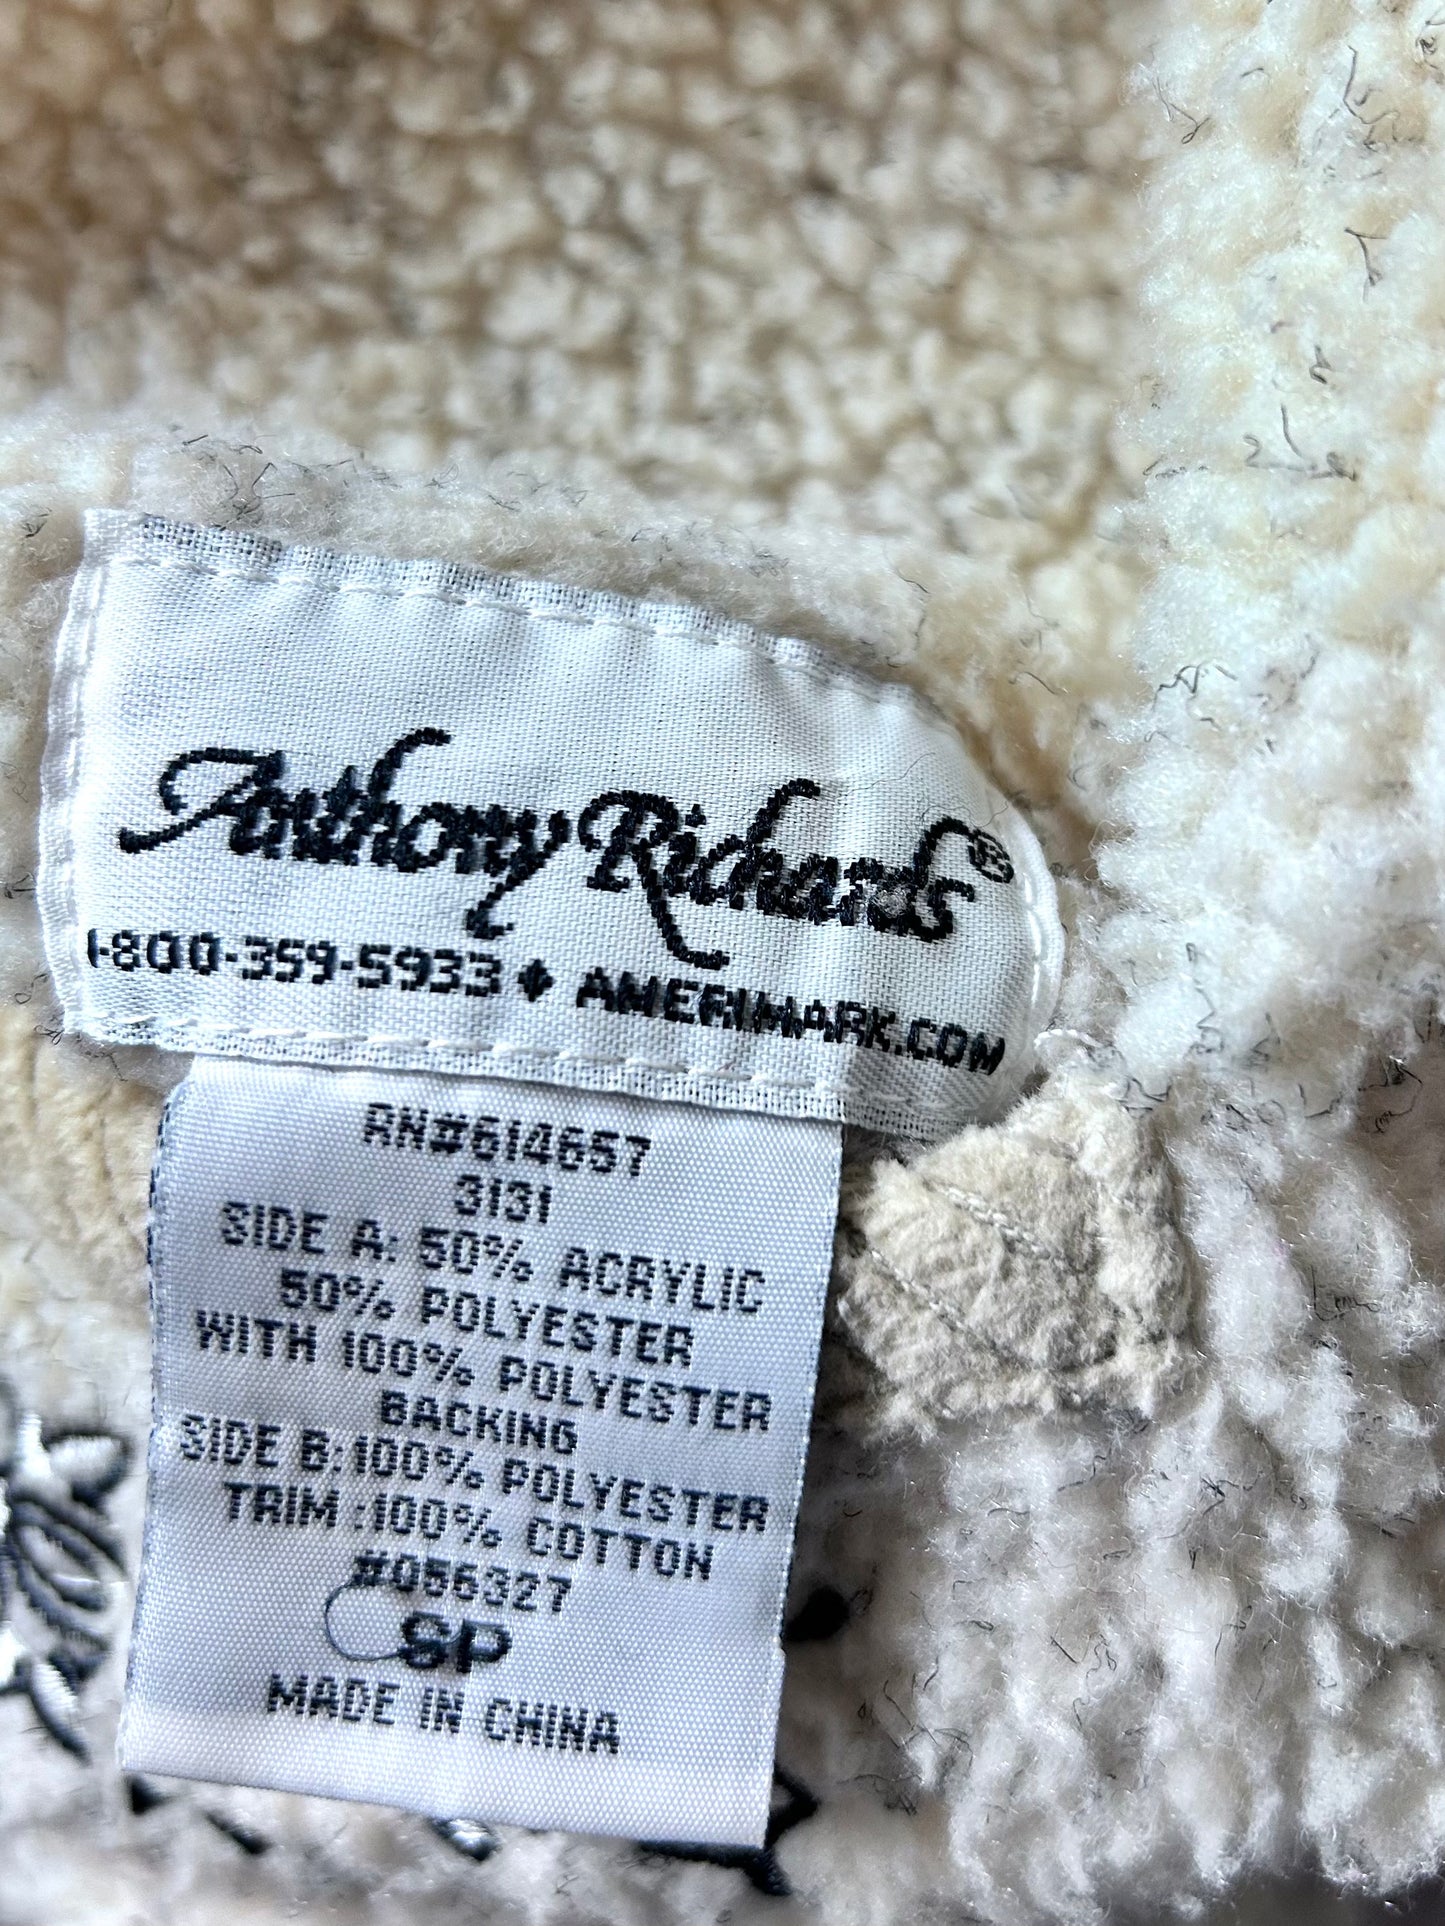 Anthony Richards®
1-800-359-5933 ♦ AMERIMARK.COM
RN#614657
3131
SIDE A: 50% ACRYLIC
50% POLYESTER
WITH 100% POLYESTER
BACKING
SIDE B: 100% POLYESTER
TRIM : 100% COTTON
#056327
SP
MADE IN CHINA